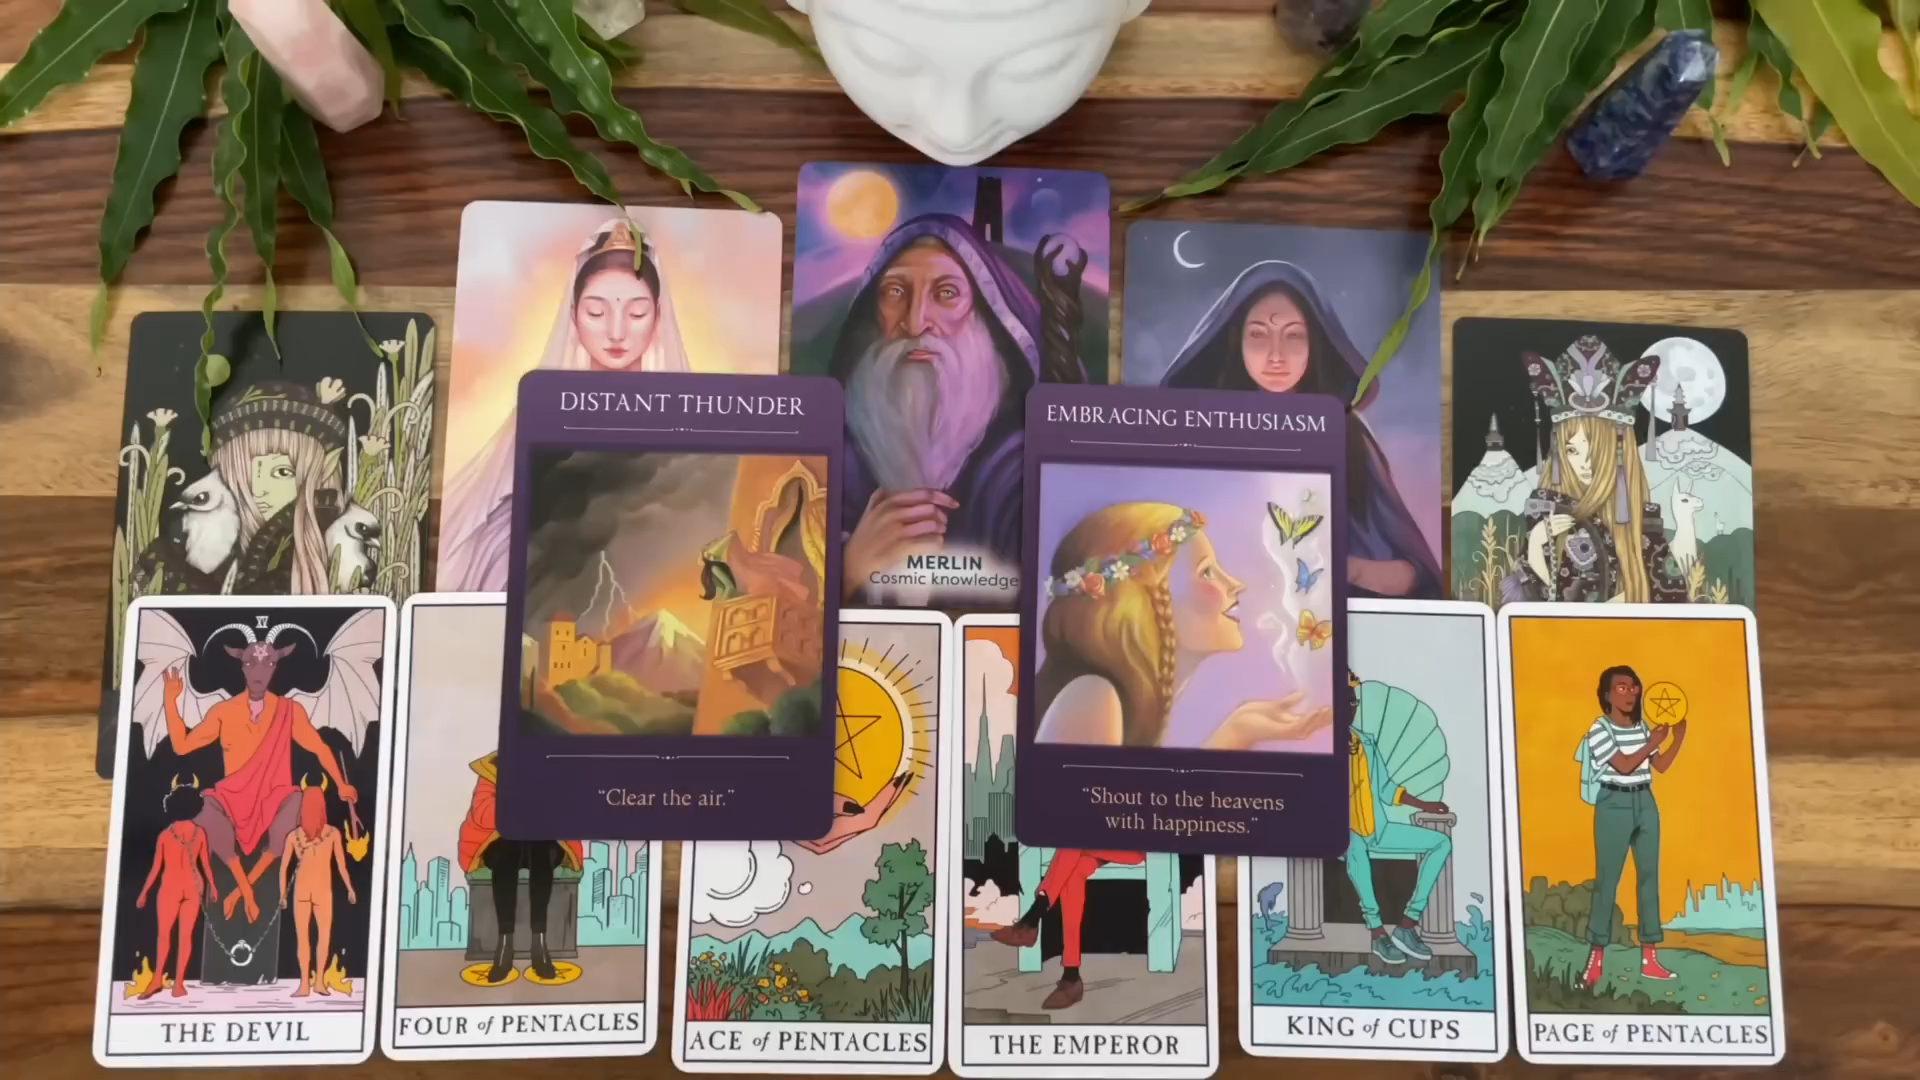 DISTANT THUNDER
EMBRACING ENTHUSIASM
MERLIN
Cosmic knowledge
"Clear the air."
"Shout to the heavens
with happiness."
XV
THE DEVIL
FOUR of PENTACLES
ACE of PENTACLES
THE EMPEROR
KING of CUPS
PAGE of PENTACLES